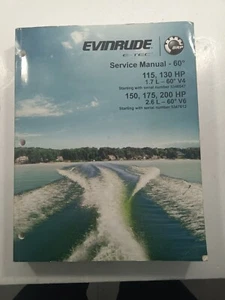 EVINRUDE
E-TEC
BRP
Service Manual - 60°
115, 130 HP
1.7 L – 60° V4
Starting with serial number
150, 175, 200 HP
2.6 L – 60° V6
Starting with serial number